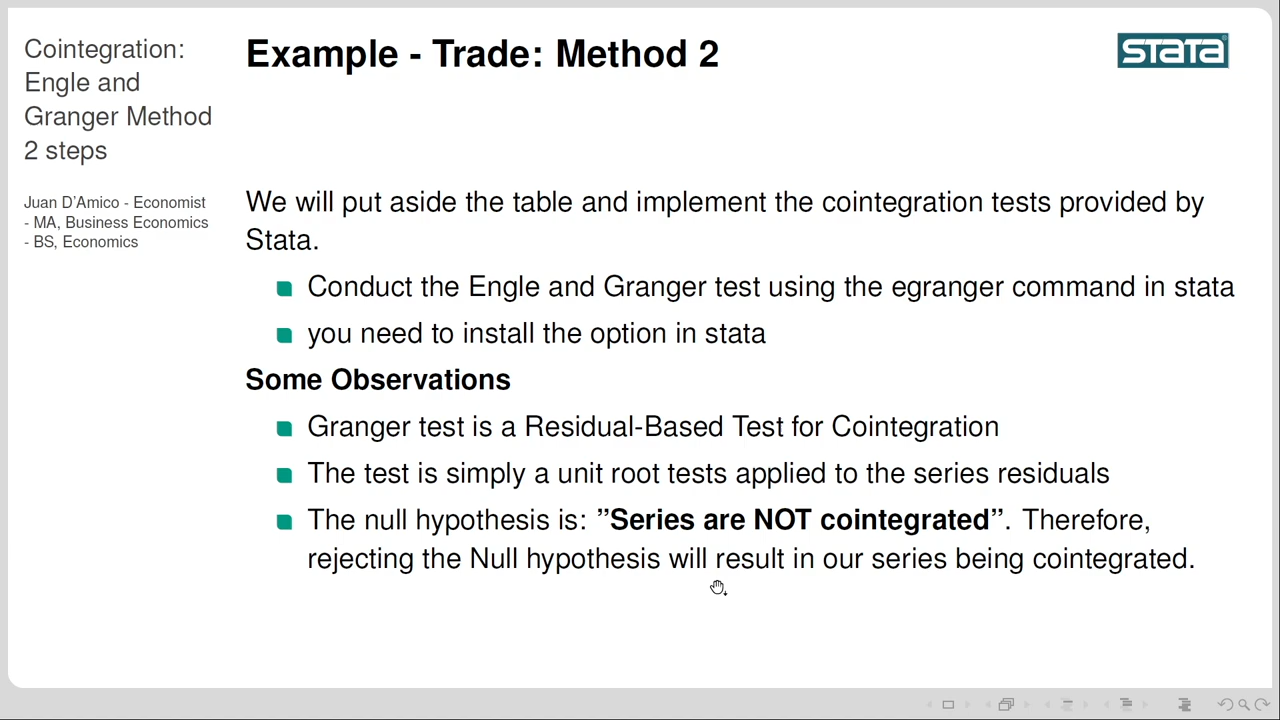 Cointegration:
Engle and
Granger Method
2 steps
Juan D'Amico - Economist
- MA, Business Economics
- BS, Economics
Example - Trade: Method 2
stata
We will put aside the table and implement the cointegration tests provided by
Stata.
Conduct the Engle and Granger test using the egranger command in stata
you need to install the option in stata
Some Observations
Granger test is a Residual-Based Test for Cointegration
The test is simply a unit root tests applied to the series residuals
The null hypothesis is: ”Series are NOT cointegrated”. Therefore,
rejecting the Null hypothesis will result in our series being cointegrated.